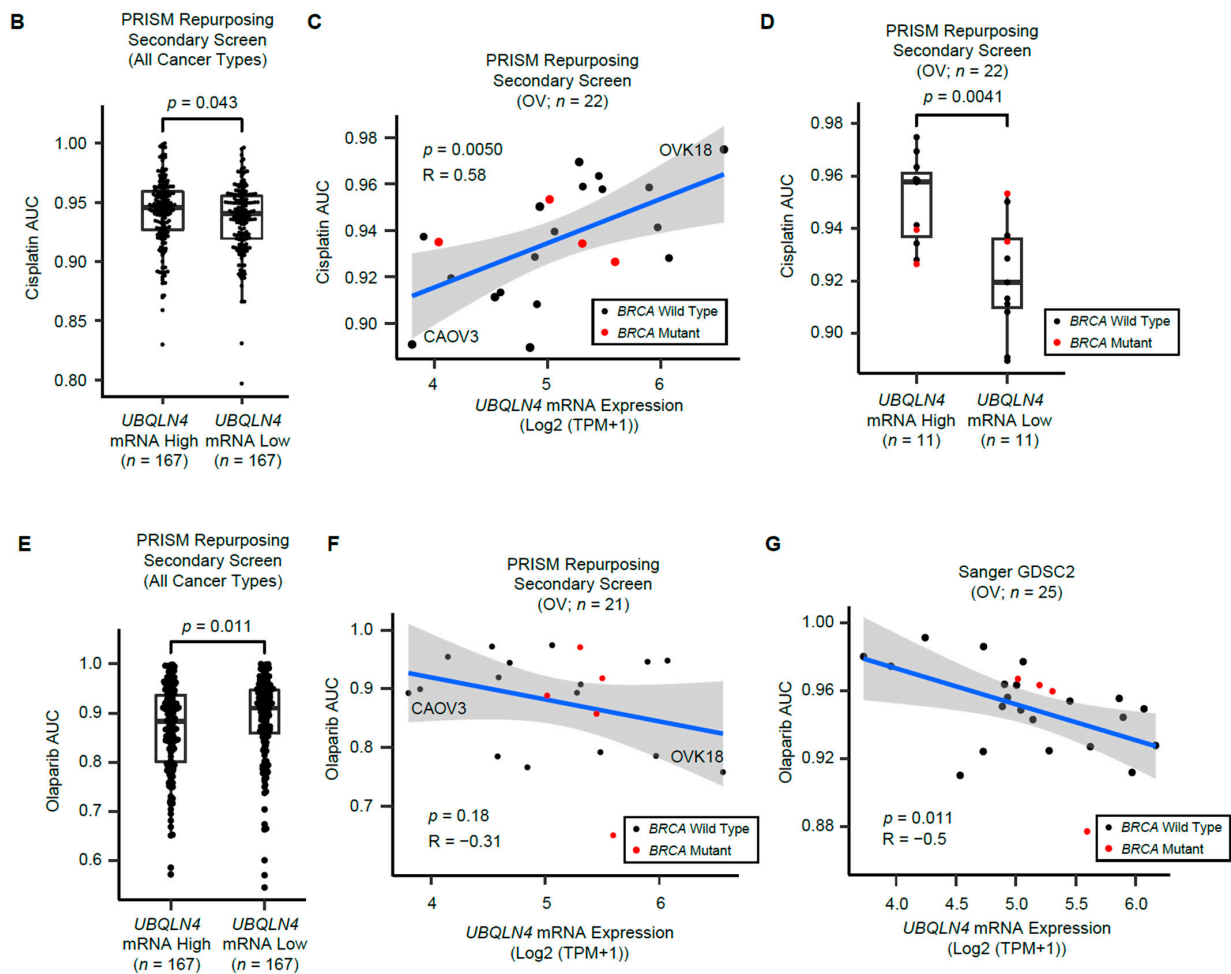 B
PRISM Repurposing
Secondary Screen
(All Cancer Types)
p = 0.043
Cisplatin AUC
1.00
0.95
0.90
0.85
0.80
UBQLN4
mRNA High
(n = 167)
UBQLN4
mRNA Low
(n = 167)
C
PRISM Repurposing
Secondary Screen
(OV; n = 22)
p = 0.0050
R = 0.58
OVK18
CAOV3
Cisplatin AUC
0.98
0.96
0.94
0.92
0.90
BRCA Wild Type
BRCA Mutant
4 5 6
UBQLN4 mRNA Expression
(Log2 (TPM+1))
D
PRISM Repurposing
Secondary Screen
(OV; n = 22)
p = 0.0041
Cisplatin AUC
0.98
0.96
0.94
0.92
0.90
BRCA Wild Type
BRCA Mutant
UBQLN4
mRNA High
(n = 11)
UBQLN4
mRNA Low
(n = 11)
E
PRISM Repurposing
Secondary Screen
(All Cancer Types)
p = 0.011
Olaparib AUC
1.0
0.9
0.8
0.7
0.6
UBQLN4
mRNA High
(n = 167)
UBQLN4
mRNA Low
(n = 167)
F
PRISM Repurposing
Secondary Screen
(OV; n = 21)
Olaparib AUC
1.0
0.9
0.8
0.7
CAOV3
OVK18
p = 0.18
R = −0.31
BRCA Wild Type
BRCA Mutant
4 5 6
UBQLN4 mRNA Expression
(Log2 (TPM+1))
G
Sanger GDSC2
(OV; n = 25)
Olaparib AUC
1.00
0.96
0.92
0.88
p = 0.011
R = −0.5
BRCA Wild Type
BRCA Mutant
4.0 4.5 5.0 5.5 6.0
UBQLN4 mRNA Expression
(Log2 (TPM+1))